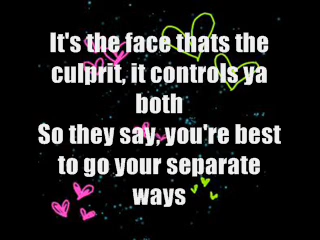 It's the face thats the
culprit, it controls ya
both
So they say, you're best
to go your separate
ways